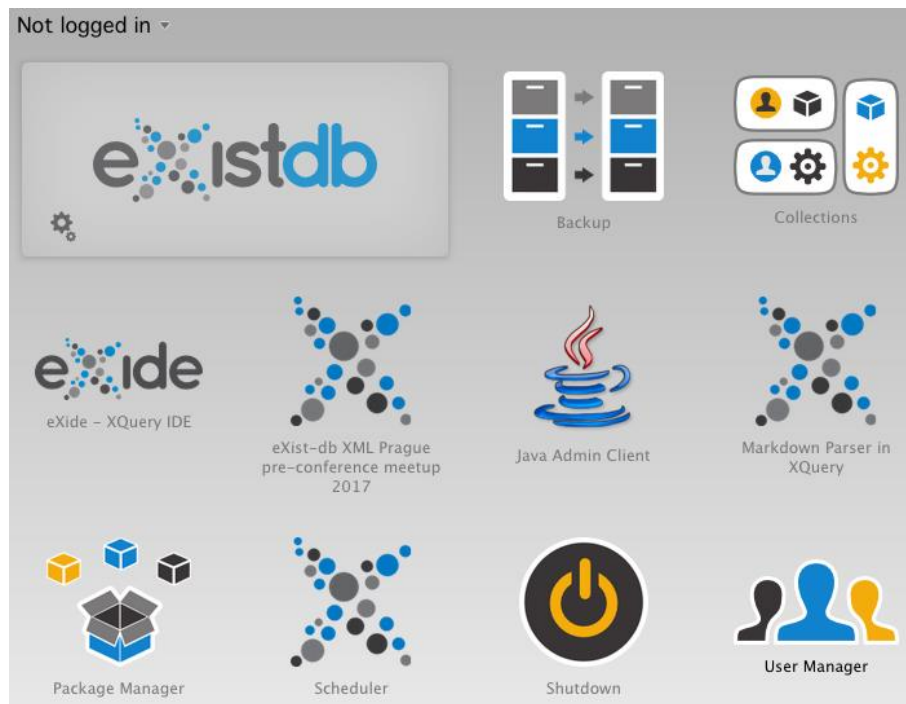 Not logged in
eXistdb
Backup
Collections
eXide
eXide – XQuery IDE
eXist-db XML Prague
pre-conference meetup
2017
Java Admin Client
Markdown Parser in
XQuery
Package Manager
Scheduler
Shutdown
User Manager